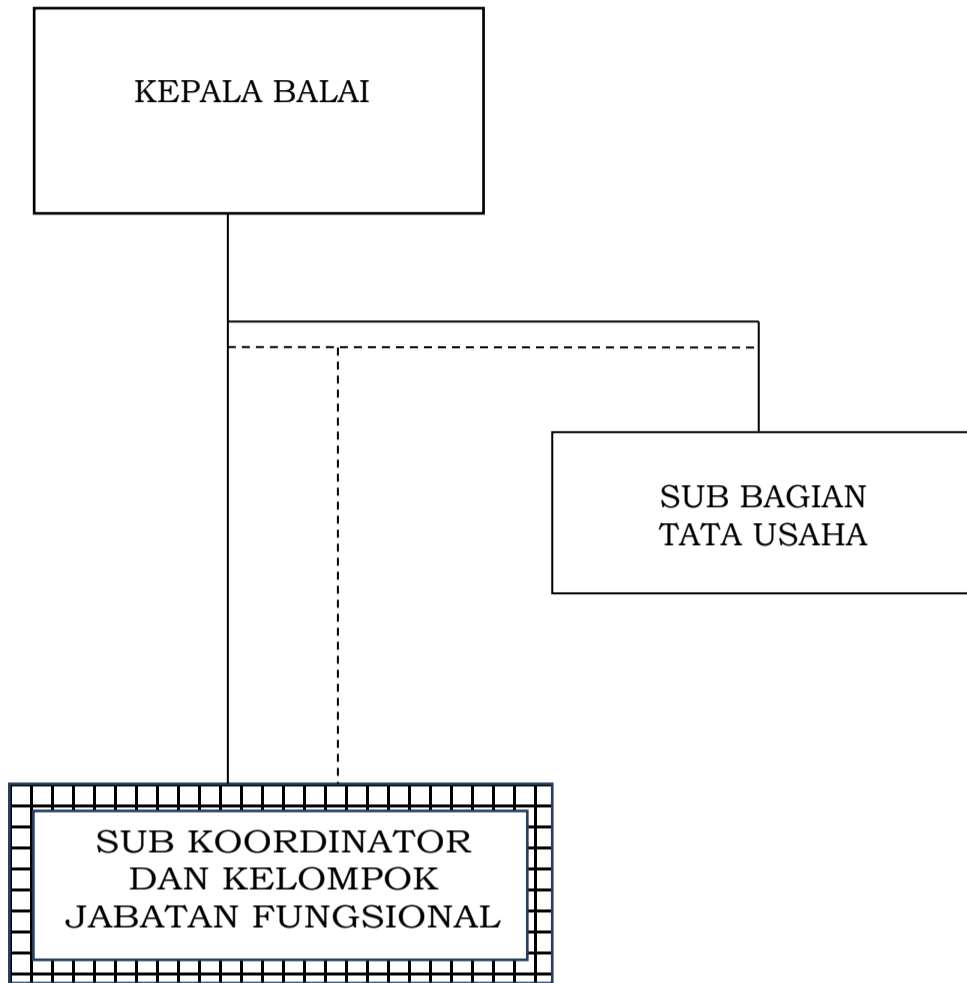 KEPALA BALAI
SUB BAGIAN
TATA USAHA
SUB KOORDINATOR
DAN KELOMPOK
JABATAN FUNGSIONAL